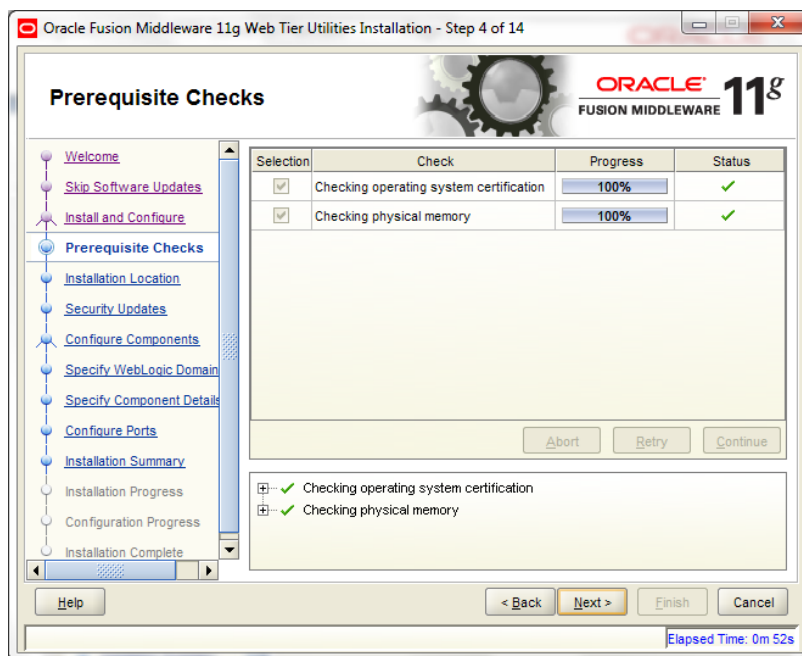 Oracle Fusion Middleware 11g Web Tier Utilities Installation - Step 4 of 14
Prerequisite Checks
ORACLE
FUSION MIDDLEWARE 11g
Welcome
Skip Software Updates
Install and Configure
Prerequisite Checks
Installation Location
Security Updates
Configure Components
Specify WebLogic Domain
Specify Component Details
Configure Ports
Installation Summary
Installation Progress
Configuration Progress
Installation Complete
Selection Check Progress Status
Checking operating system certification 100%
Checking physical memory 100%
Abort Retry Continue
Checking operating system certification
Checking physical memory
Help < Back Next > Finish Cancel
Elapsed Time: 0m 52s